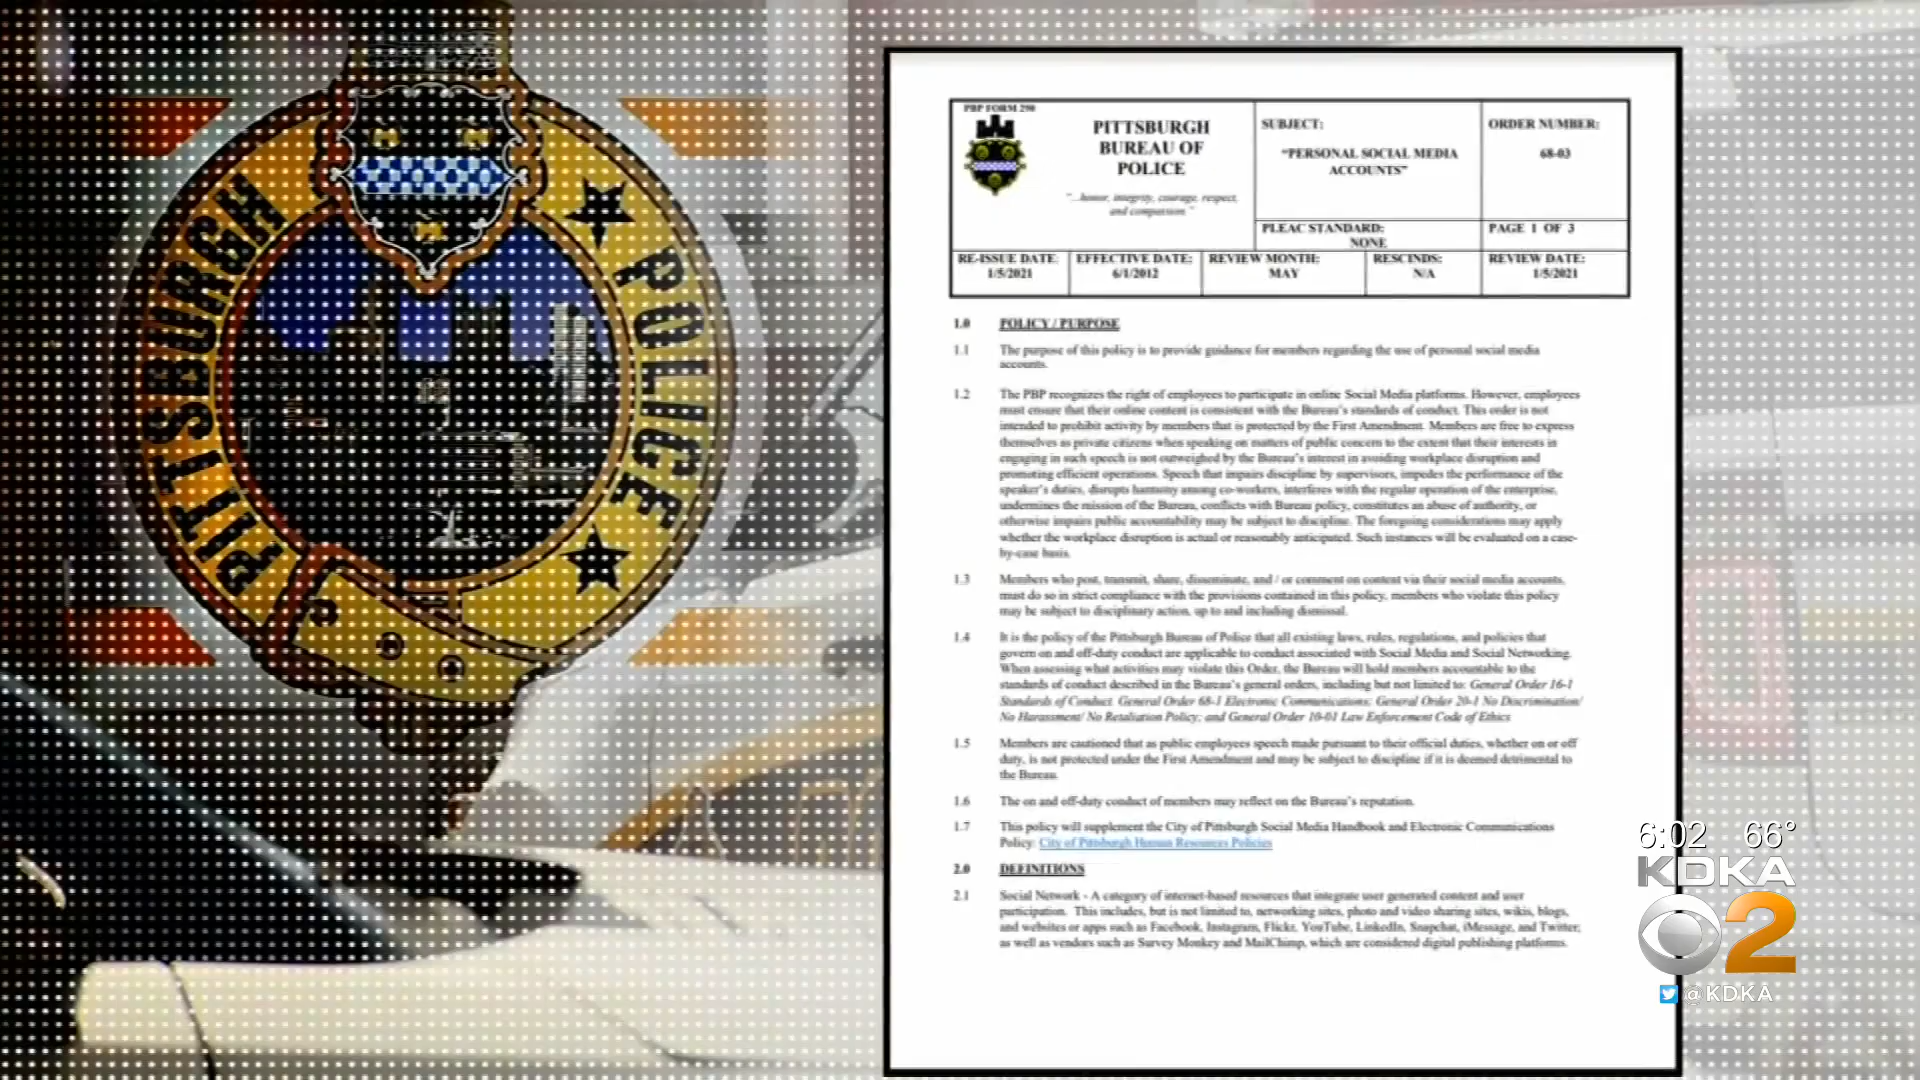 PITTSBURGH POLICE
PBP FORM 290
PITTSBURGH
BUREAU OF
POLICE
"...honor, integrity, courage, respect,
and compassion."
SUBJECT:
"PERSONAL SOCIAL MEDIA
ACCOUNTS"
ORDER NUMBER:
68-03
PLEAC STANDARD:
NONE
PAGE 1 OF 3
RE-ISSUE DATE:
1/5/2021
EFFECTIVE DATE:
6/1/2012
REVIEW MONTH:
MAY
RESCINDS:
N/A
REVIEW DATE:
1/5/2021
1.0 POLICY / PURPOSE
1.1 The purpose of this policy is to provide guidance for members regarding the use of personal social media
accounts.
1.2 The PBP recognizes the right of employees to participate in online Social Media platforms. However, employees
must ensure that their online content is consistent with the Bureau's standards of conduct. This order is not
intended to prohibit activity by members that is protected by the First Amendment. Members are free to express
themselves as private citizens when speaking on matters of public concern to the extent that their interests in
engaging in such speech is not outweighed by the Bureau's interest in avoiding workplace disruption and
promoting efficient operations. Speech that impairs discipline by supervisors, impedes the performance of the
speaker's duties, disrupts harmony among co-workers, interferes with the regular operation of the enterprise,
undermines the mission of the Bureau, conflicts with Bureau policy, constitutes an abuse of authority, or
otherwise impairs public accountability may be subject to discipline. The foregoing considerations may apply
whether the workplace disruption is actual or reasonably anticipated. Such instances will be evaluated on a case-
by-case basis.
1.3 Members who post, transmit, share, disseminate, and / or comment on content via their social media accounts,
must do so in strict compliance with the provisions contained in this policy, members who violate this policy
may be subject to disciplinary action, up to and including dismissal.
1.4 It is the policy of the Pittsburgh Bureau of Police that all existing laws, rules, regulations, and policies that
govern on and off-duty conduct are applicable to conduct associated with Social Media and Social Networking.
When assessing what activities may violate this Order, the Bureau will hold members accountable to the
standards of conduct described in the Bureau's general orders, including but not limited to: General Order 16-1
Standards of Conduct. General Order 68-1 Electronic Communications; General Order 20-1 No Discrimination/
No Harassment/ No Retaliation Policy; and General Order 10-01 Law Enforcement Code of Ethics
1.5 Members are cautioned that as public employees speech made pursuant to their official duties, whether on or off
duty, is not protected under the First Amendment and may be subject to discipline if it is deemed detrimental to
the Bureau.
1.6 The on and off-duty conduct of members may reflect on the Bureau's reputation.
1.7 This policy will supplement the City of Pittsburgh Social Media Handbook and Electronic Communications
Policy: City of Pittsburgh Human Resources Policies
2.0 DEFINITIONS
2.1 Social Network - A category of internet-based resources that integrate user generated content and user
participation. This includes, but is not limited to, networking sites, photo and video sharing sites, wikis, blogs,
and websites or apps such as Facebook, Instagram, Flickr, YouTube, LinkedIn, Snapchat, iMessage, and Twitter;
as well as vendors such as Survey Monkey and MailChimp, which are considered digital publishing platforms.
6:02 66°
KDKA
2
@KDKA